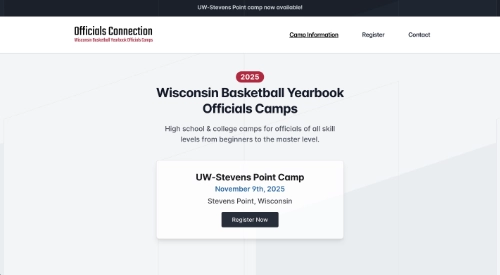 UW-Stevens Point camp now available!
Officials Connection
Wisconsin Basketball Yearbook Officials Camps
Camp Information
Register
Contact
2025
Wisconsin Basketball Yearbook
Officials Camps
High school & college camps for officials of all skill
levels from beginners to the master level.
UW-Stevens Point Camp
November 9th, 2025
Stevens Point, Wisconsin
Register Now